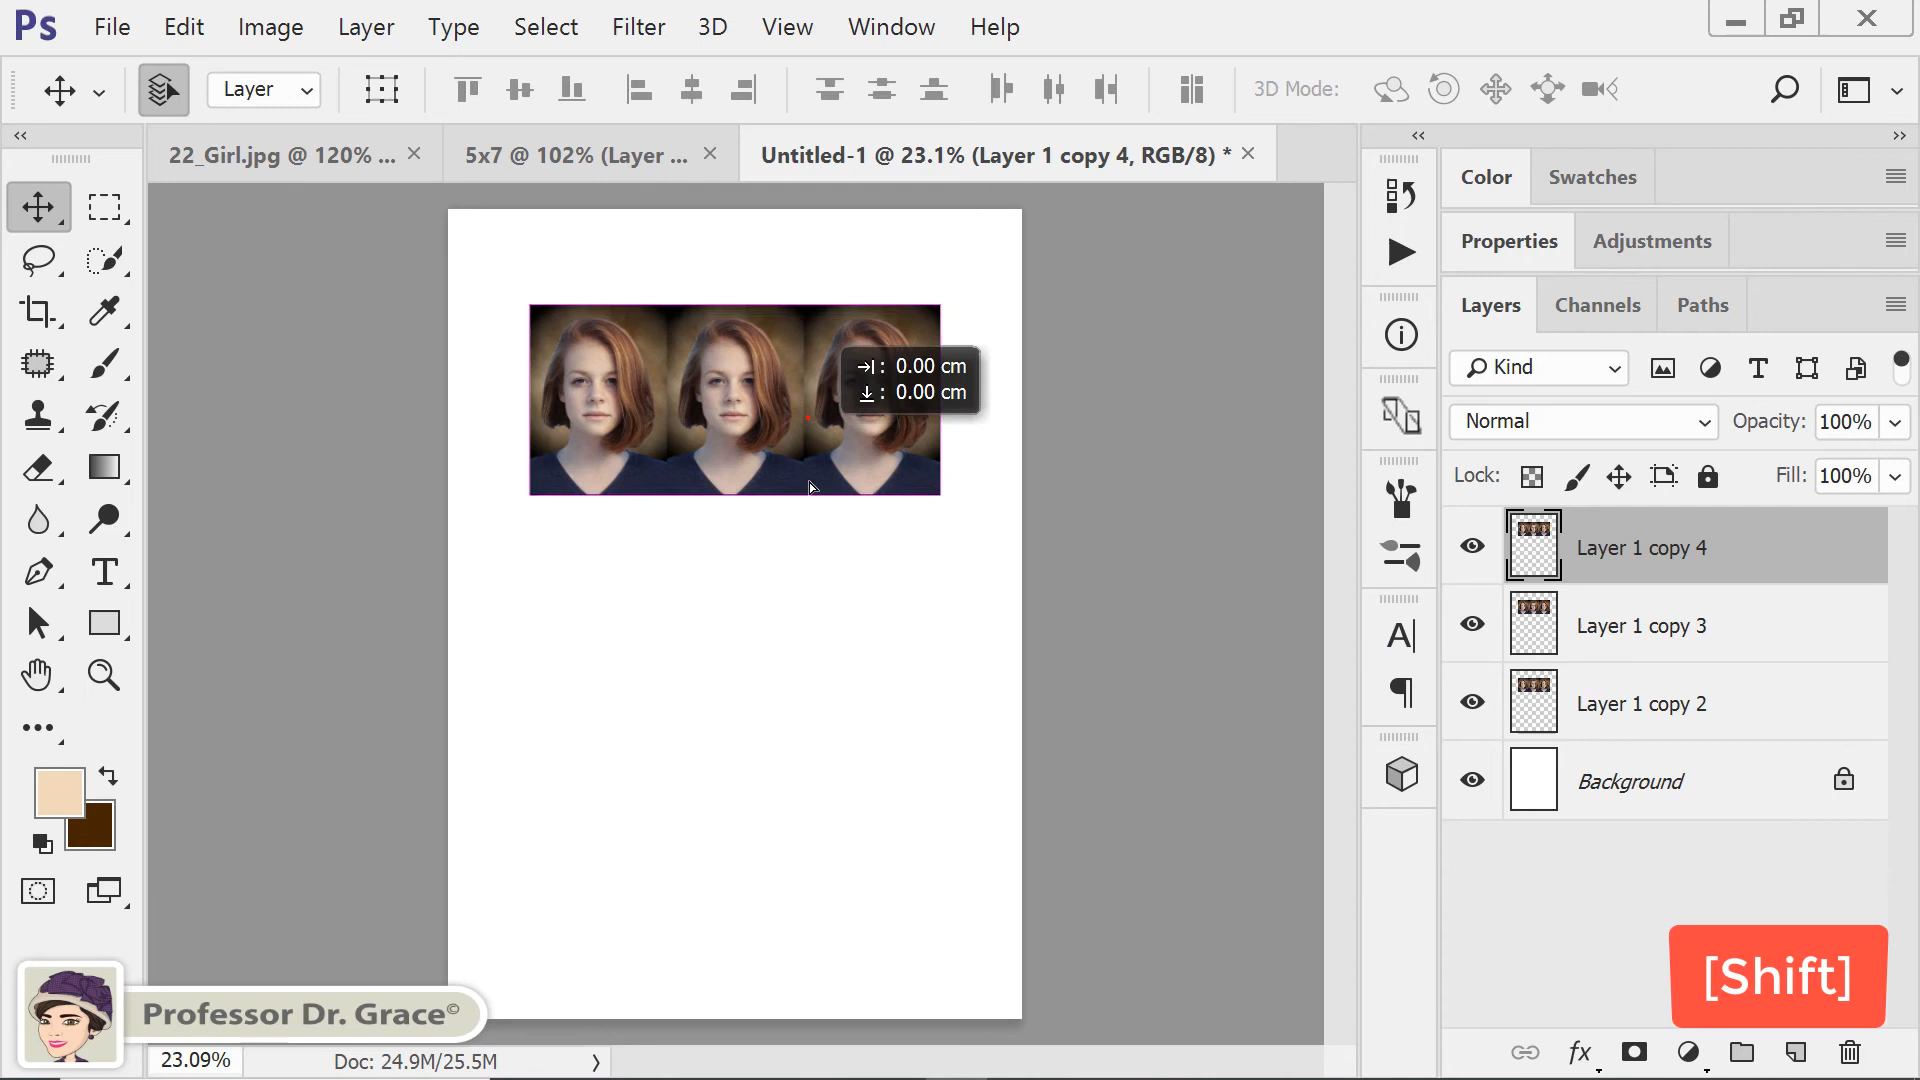 Ps File Edit Image Layer Type Select Filter 3D View Window Help
Layer 3D Mode:
22_Girl.jpg @ 120% ... 5x7 @ 102% (Layer ... Untitled-1 @ 23.1% (Layer 1 copy 4, RGB/8) *
Color Swatches
Properties Adjustments
Layers Channels Paths
Kind
Normal Opacity: 100%
Lock: Fill: 100%
: 0.00 cm
: 0.00 cm
Layer 1 copy 4
Layer 1 copy 3
Layer 1 copy 2
Background
[Shift]
Professor Dr. Grace©
23.09% Doc: 24.9M/25.5M
fx